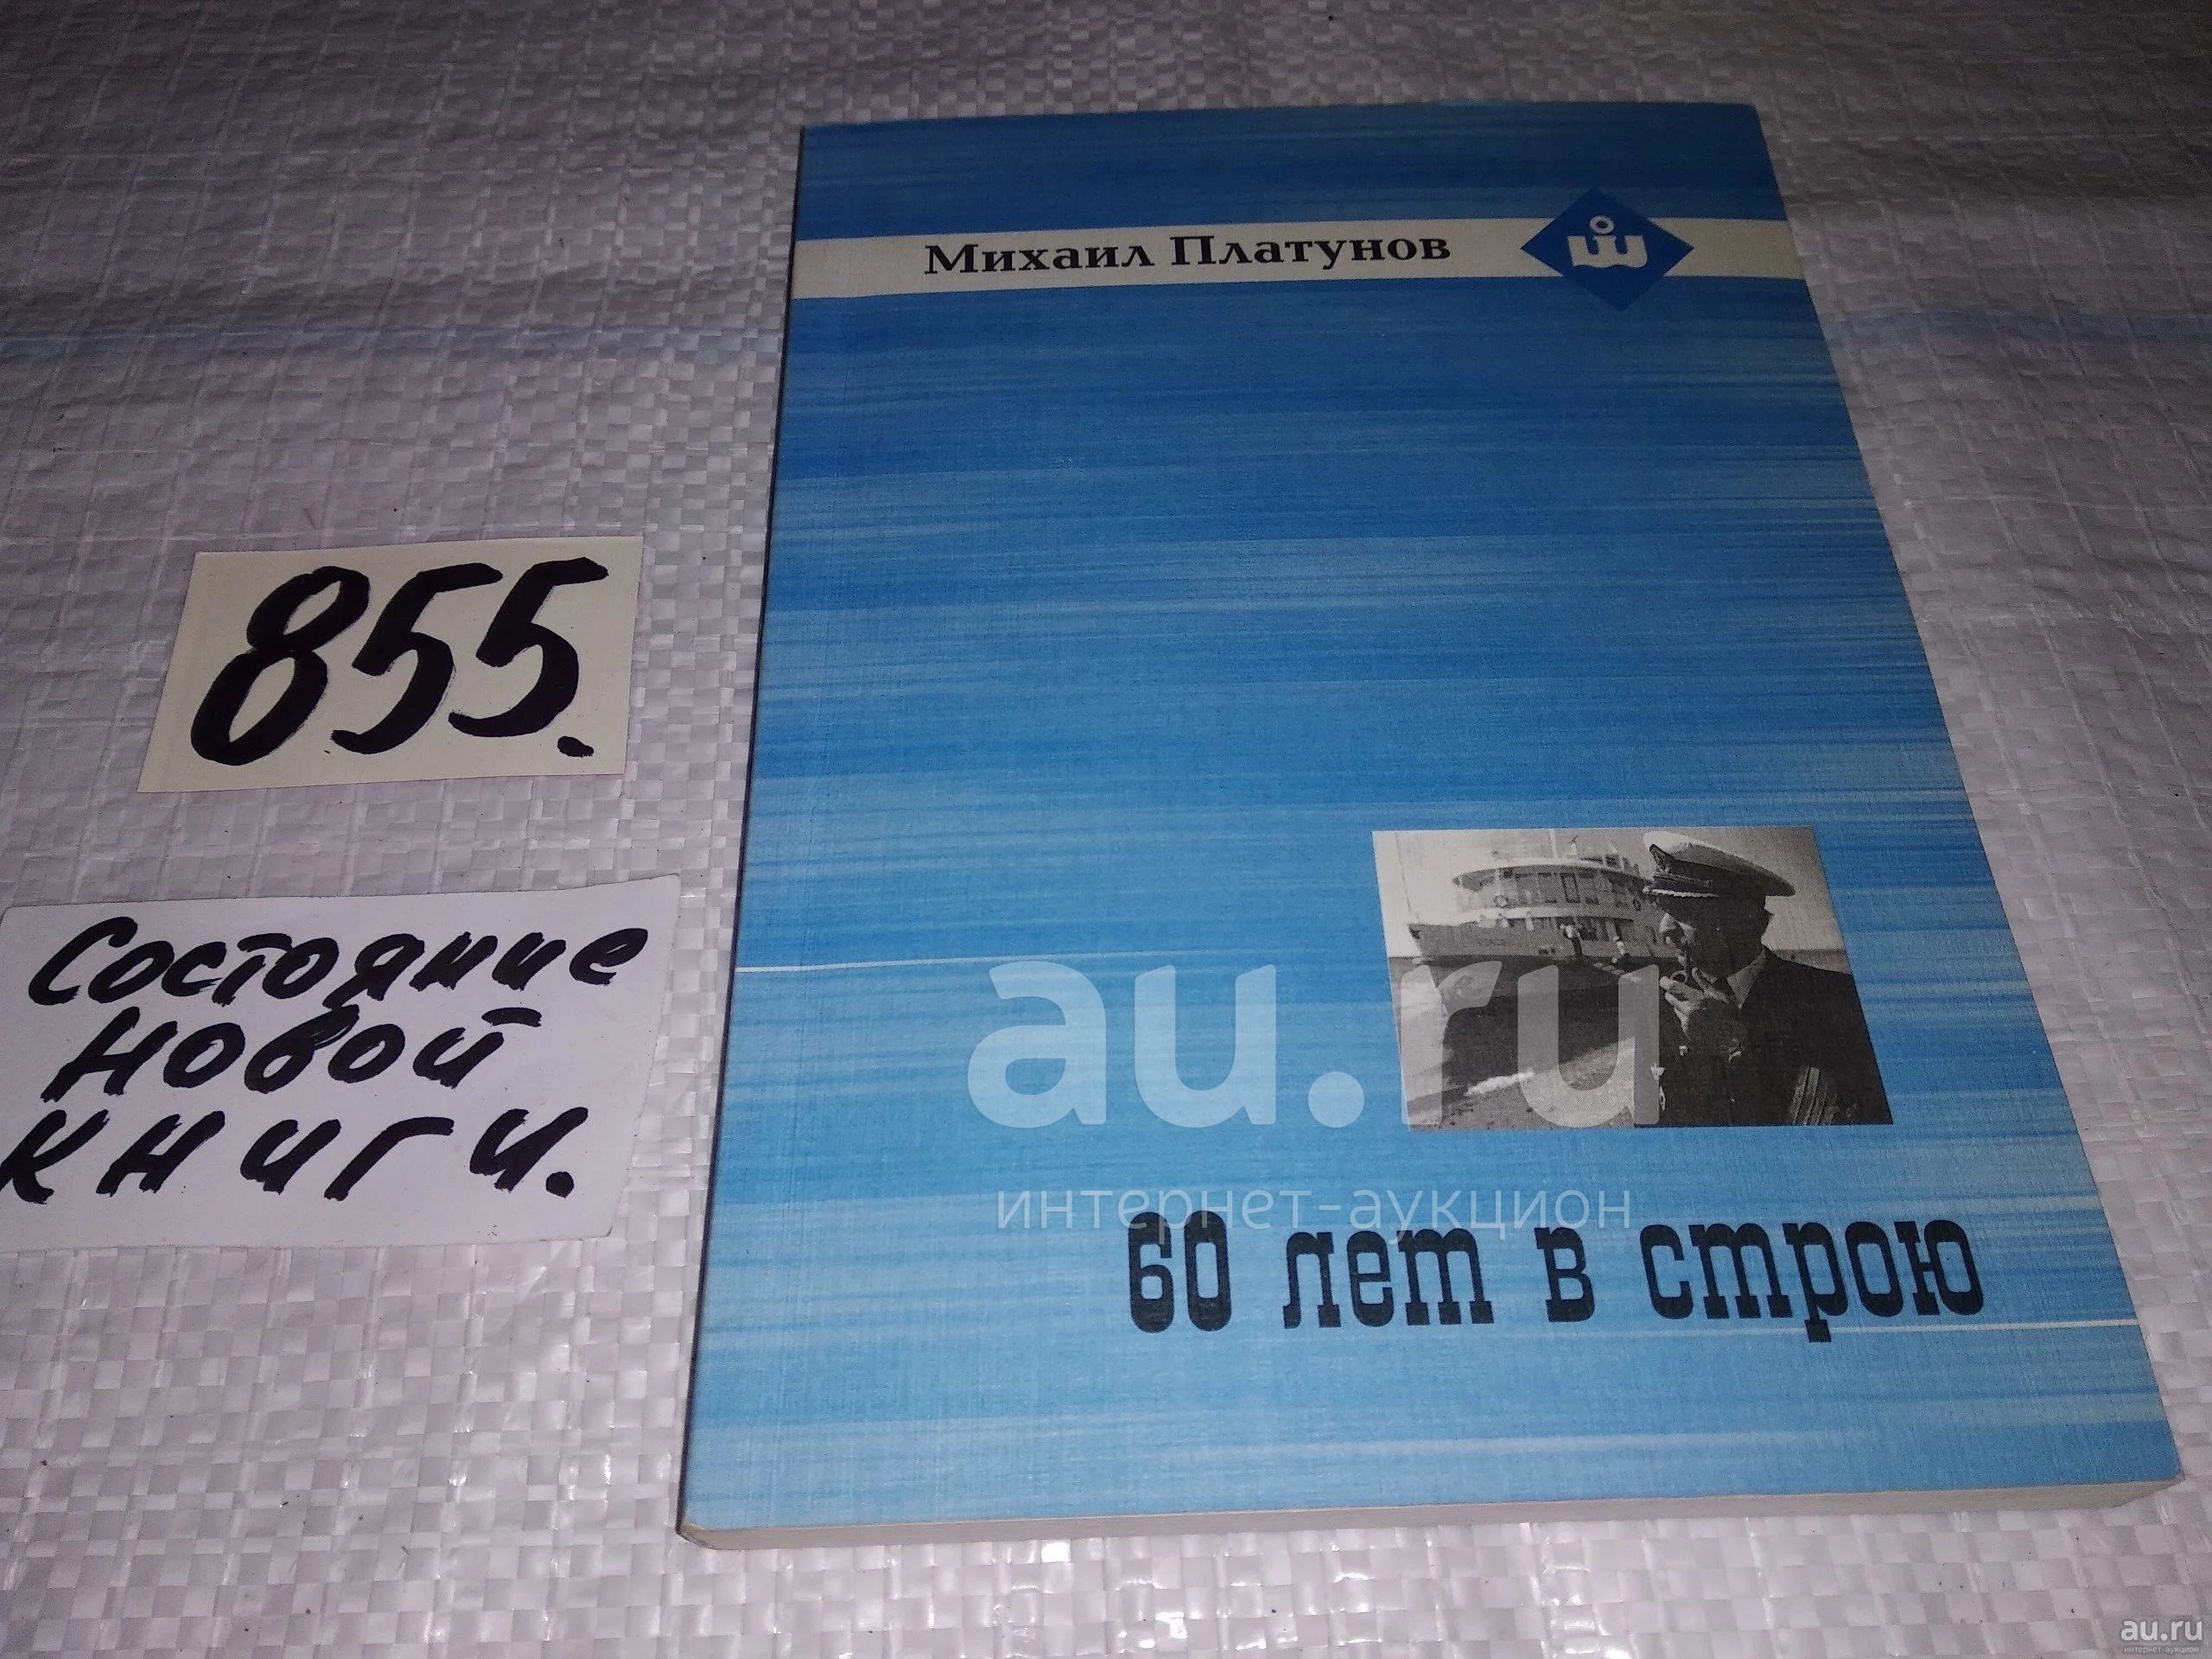 Михаил Платунов
855.
Состояние
новой
книги.
au.ru
интернет-аукцион
60 лет в строю
au.ru
интернет-аукцион